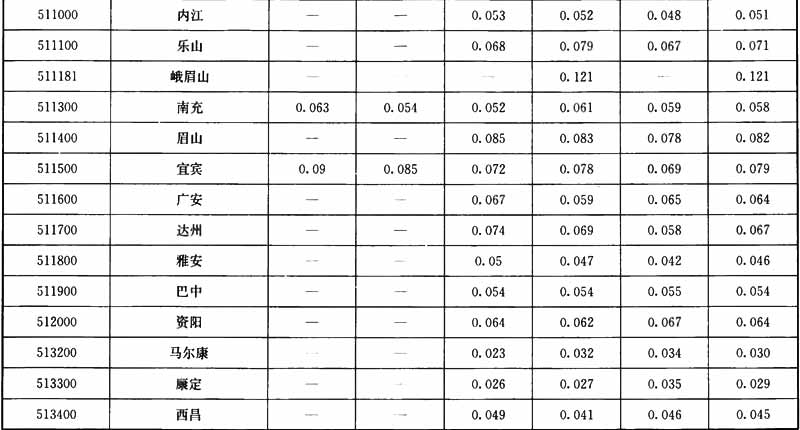 511000 内江 — — 0.053 0.052 0.048 0.051
511100 乐山 — — 0.068 0.079 0.067 0.071
511181 峨眉山 — — — 0.121 — 0.121
511300 南充 0.063 0.054 0.052 0.061 0.059 0.058
511400 眉山 — — 0.085 0.083 0.078 0.082
511500 宜宾 0.09 0.085 0.072 0.078 0.069 0.079
511600 广安 — — 0.067 0.059 0.065 0.064
511700 达州 — — 0.074 0.069 0.058 0.067
511800 雅安 — — 0.05 0.047 0.042 0.046
511900 巴中 — — 0.054 0.054 0.055 0.054
512000 资阳 — — 0.064 0.062 0.067 0.064
513200 马尔康 — — 0.023 0.032 0.034 0.030
513300 康定 — — 0.026 0.027 0.035 0.029
513400 西昌 — — 0.049 0.041 0.046 0.045